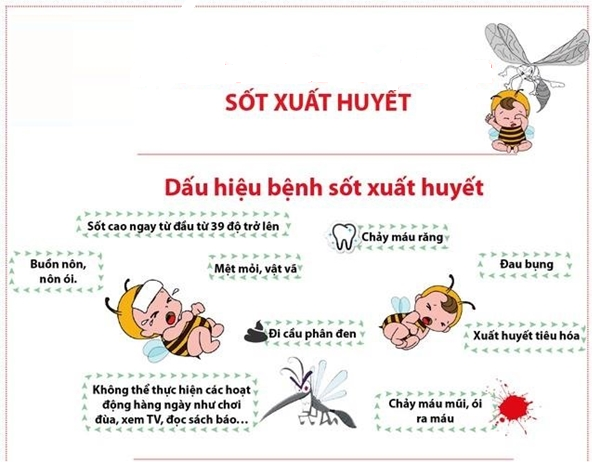 SỐT XUẤT HUYẾT
Dấu hiệu bệnh sốt xuất huyết
Sốt cao ngay từ đầu từ 39 độ trở lên
Chảy máu răng
Buồn nôn,
nôn ói.
Mệt mỏi, vật vã
Đau bụng
Đi cầu phân đen
Xuất huyết tiêu hóa
Không thể thực hiện các hoạt
động hàng ngày như chơi
đùa, xem TV, đọc sách báo...
Chảy máu mũi, ói
ra máu